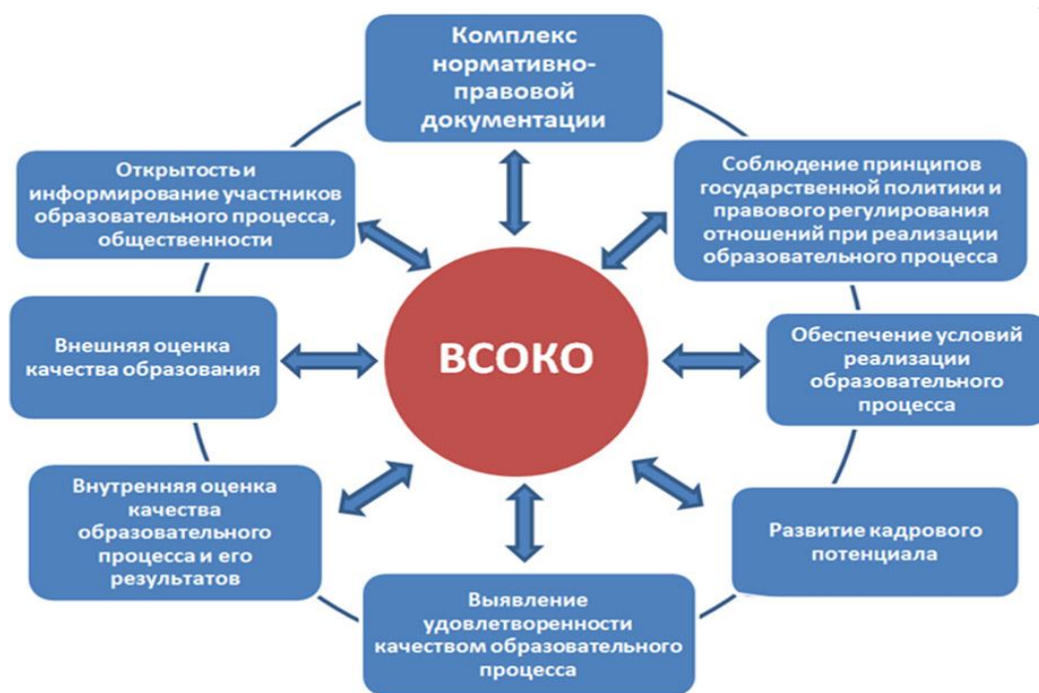 Комплекс
нормативно-
правовой
документации
Открытость и
информирование участников
образовательного процесса,
общественности
Соблюдение принципов
государственной политики и
правового регулирования
отношений при реализации
образовательного процесса
Внешняя оценка
качества образования
ВСОКО
Обеспечение условий
реализации
образовательного
процесса
Внутренняя оценка
качества
образовательного
процесса и его
результатов
Развитие кадрового
потенциала
Выявление
удовлетворенности
качеством образовательного
процесса